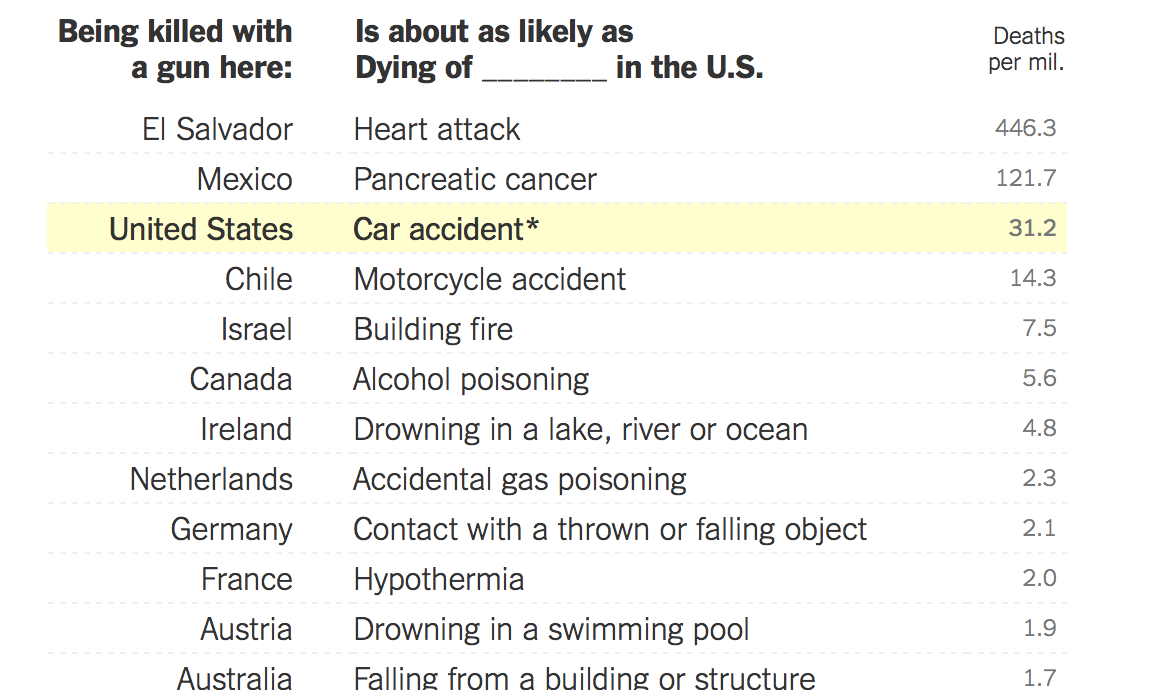 Being killed with Is about as likely as Deaths
a gun here: Dying of ________ in the U.S. per mil.
El Salvador Heart attack 446.3
Mexico Pancreatic cancer 121.7
United States Car accident* 31.2
Chile Motorcycle accident 14.3
Israel Building fire 7.5
Canada Alcohol poisoning 5.6
Ireland Drowning in a lake, river or ocean 4.8
Netherlands Accidental gas poisoning 2.3
Germany Contact with a thrown or falling object 2.1
France Hypothermia 2.0
Austria Drowning in a swimming pool 1.9
Australia Falling from a building or structure 1.7